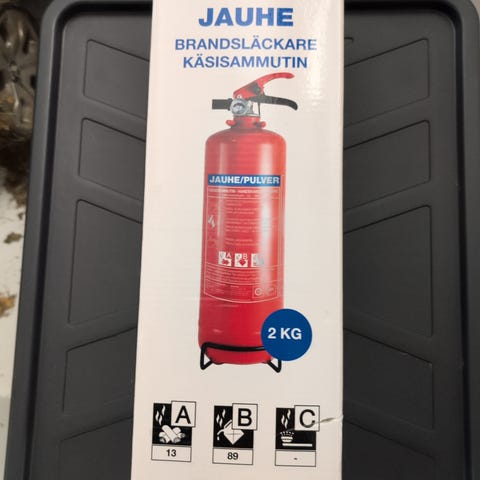 JAUHE
BRANDSLÄCKARE
KÄSISAMMUTIN
JAUHE/PULVER
A B
2 KG
A B C
13 89 -